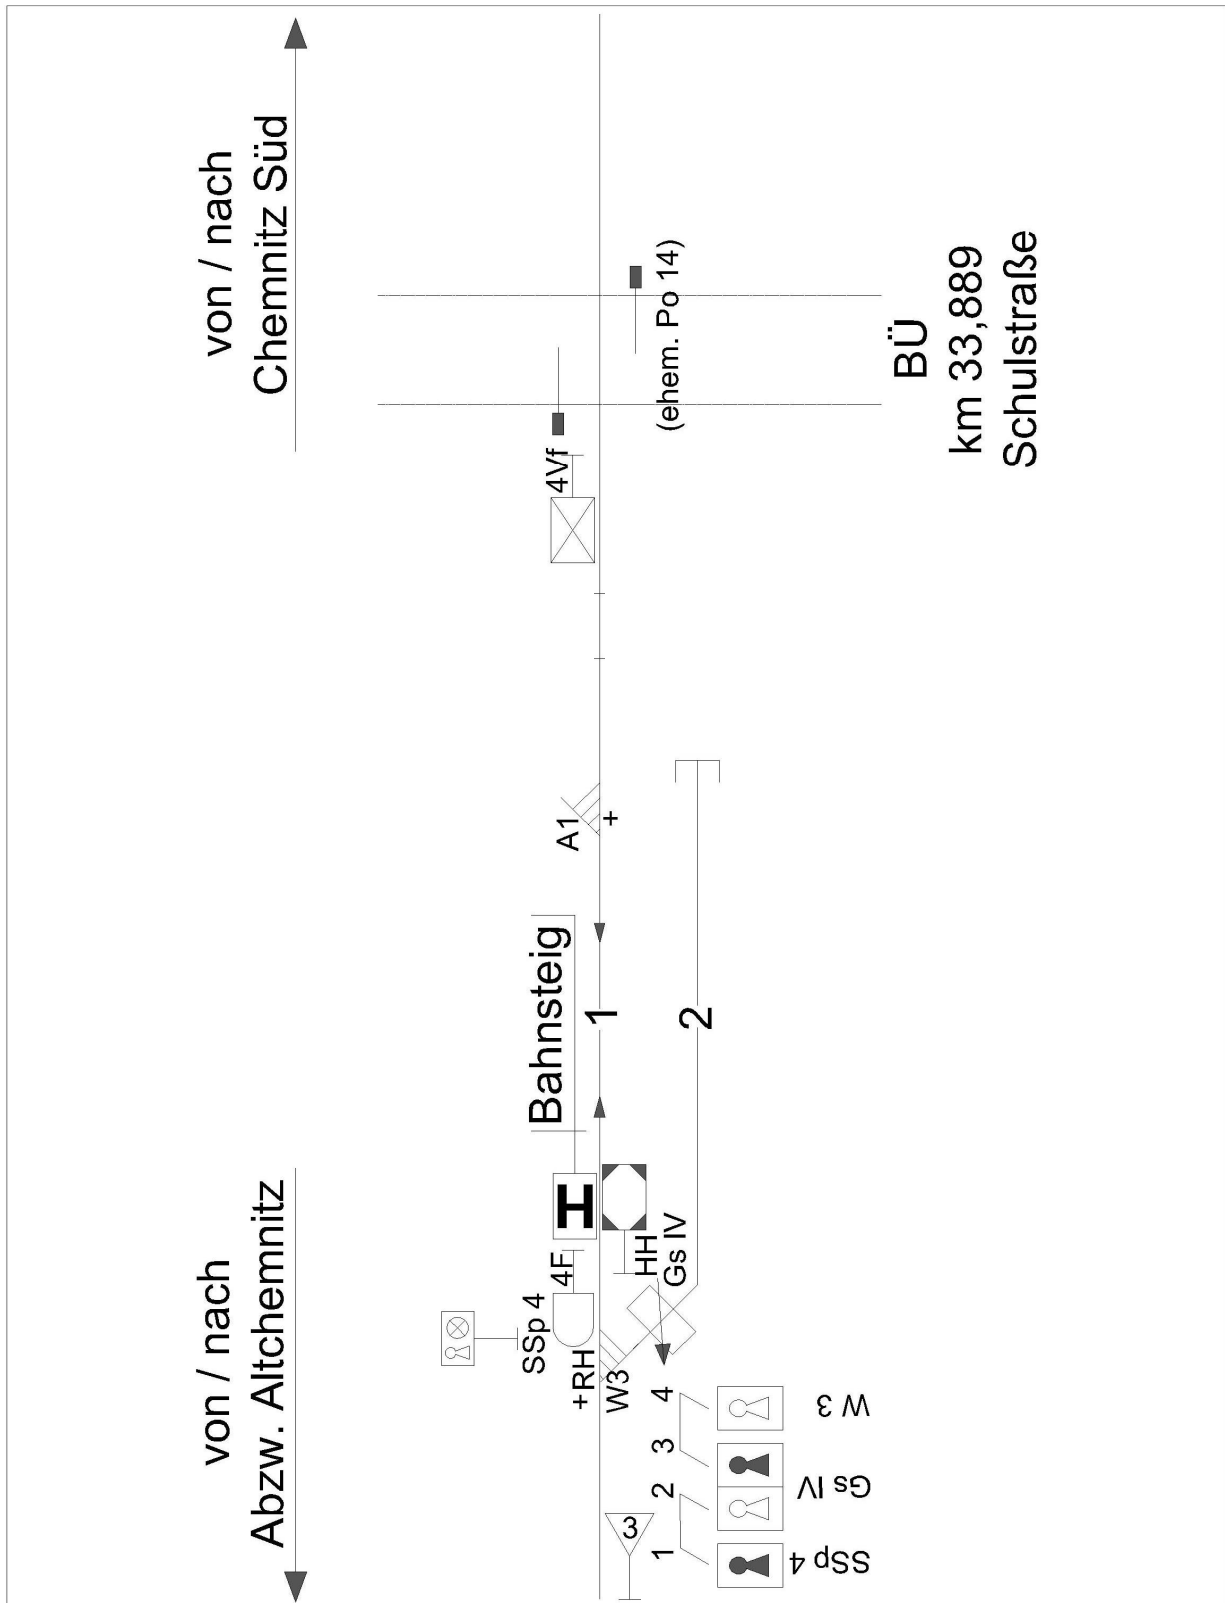 von / nach
Abzw. Altchemnitz
von / nach
Chemnitz Süd
SSp 4
4F
H
Bahnsteig
A1
+
4Vf
+RH
W3
HH
Gs IV
1
2
(ehem. Po 14)
BÜ
km 33,889
Schulstraße
3
1
2
3
4
SSp 4
Gs IV
W 3